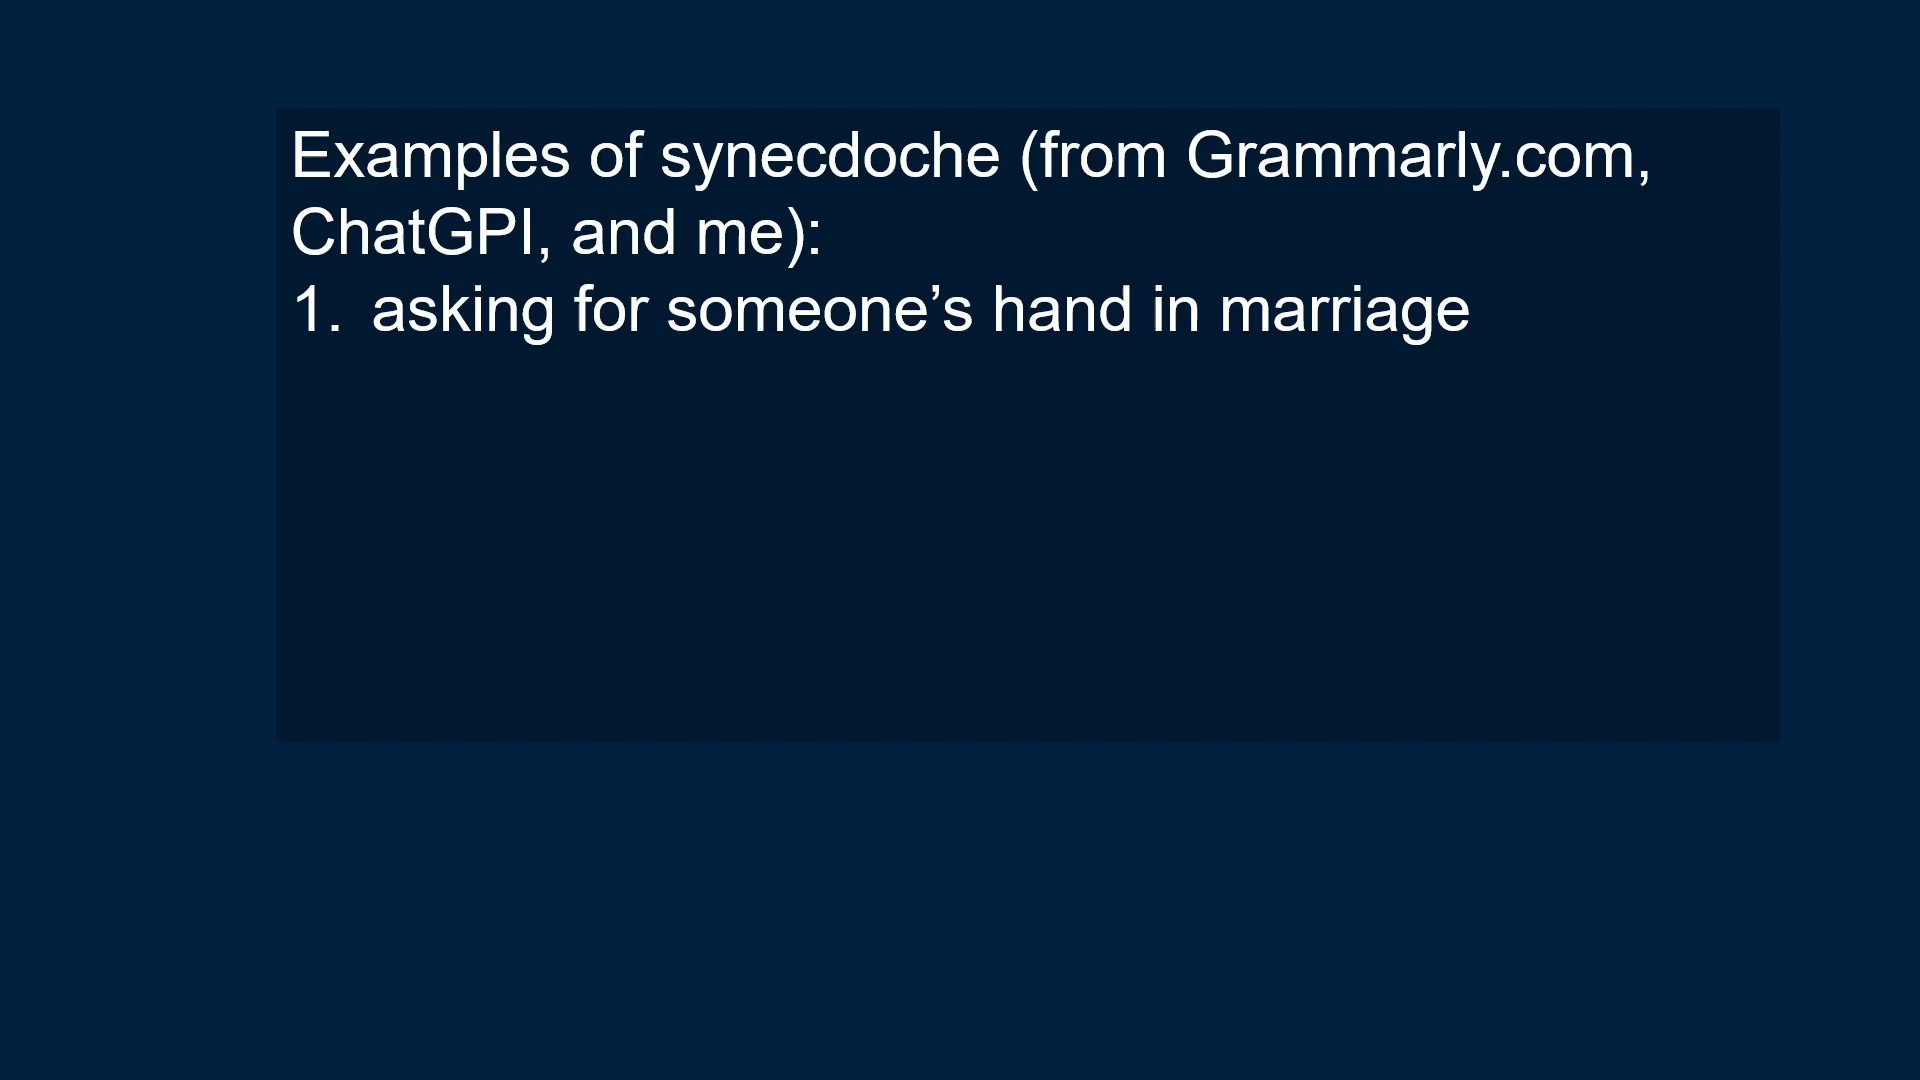 Examples of synecdoche (from Grammarly.com,
ChatGPI, and me):
1. asking for someone’s hand in marriage